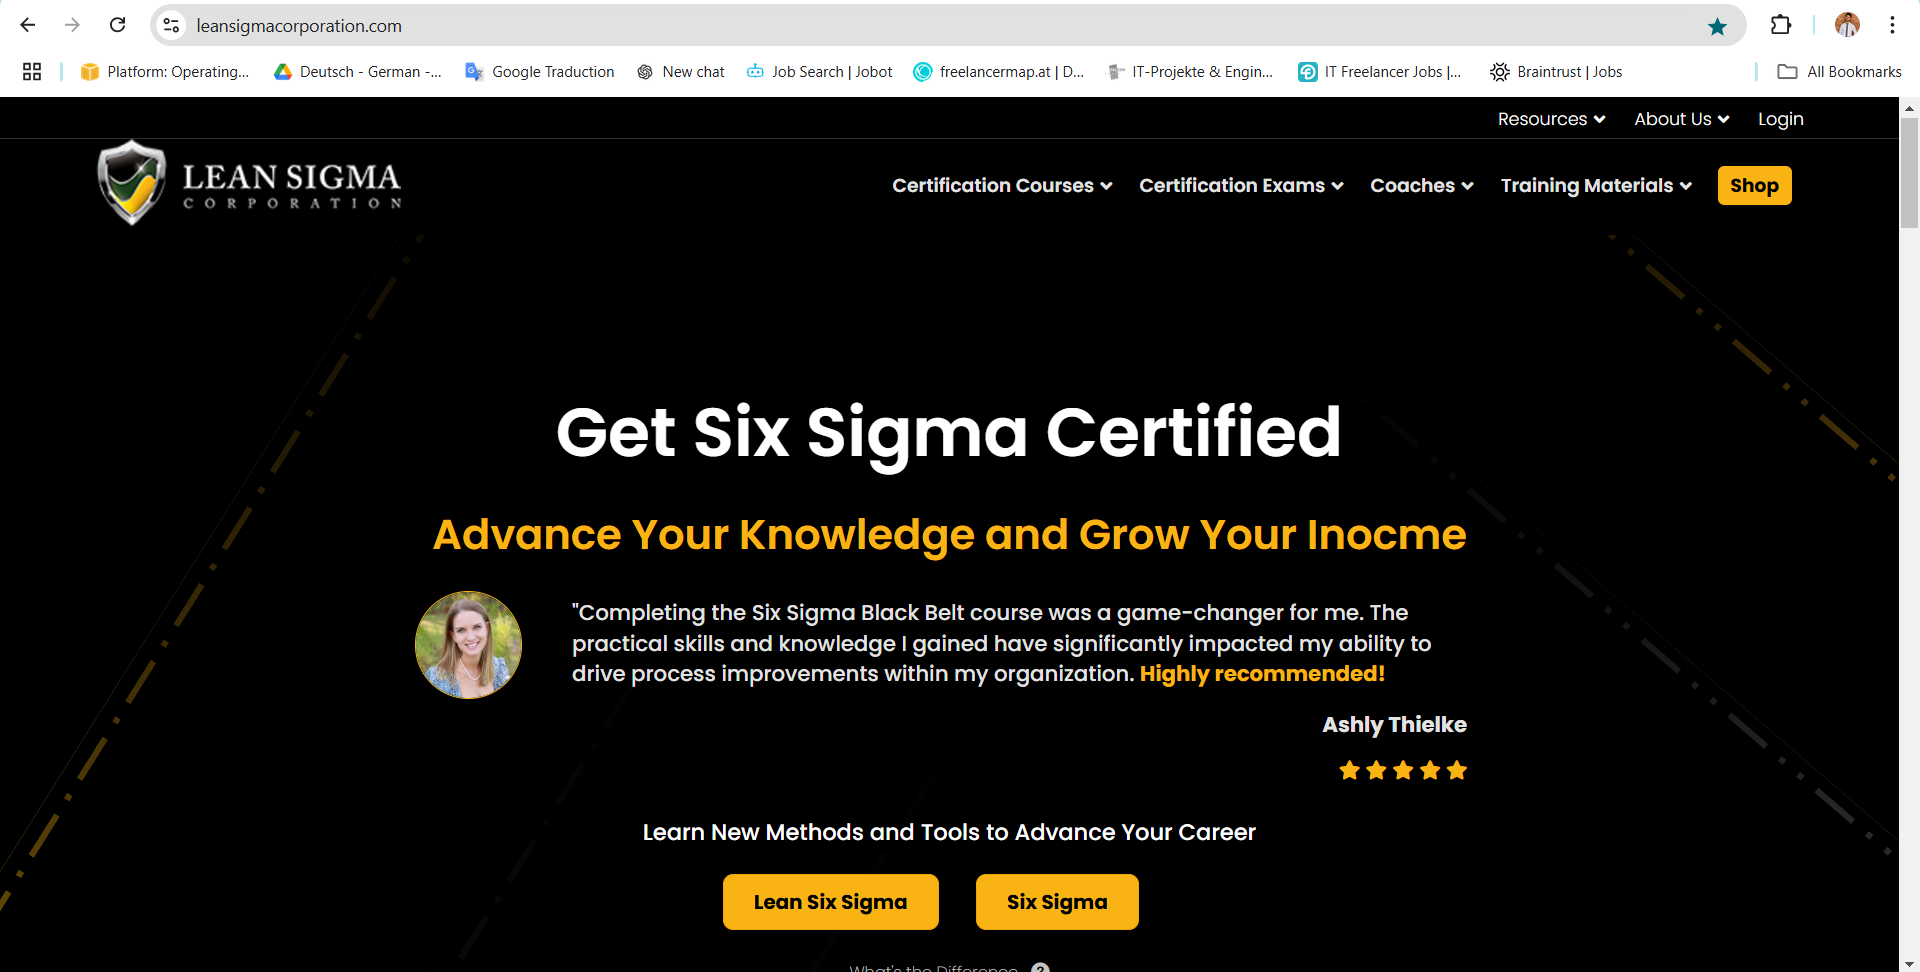 leansigmacorporation.com
Platform: Operating...
Deutsch - German -...
Google Traduction
New chat
Job Search | Jobot
freelancermap.at | D...
IT-Projekte & Engin...
IT Freelancer Jobs |...
Braintrust | Jobs
All Bookmarks
Resources
About Us
Login
LEAN SIGMA
CORPORATION
Certification Courses
Certification Exams
Coaches
Training Materials
Shop
Get Six Sigma Certified
Advance Your Knowledge and Grow Your Inocme
"Completing the Six Sigma Black Belt course was a game-changer for me. The
practical skills and knowledge I gained have significantly impacted my ability to
drive process improvements within my organization. Highly recommended!
Ashly Thielke
Learn New Methods and Tools to Advance Your Career
Lean Six Sigma
Six Sigma
What's the Difference ?